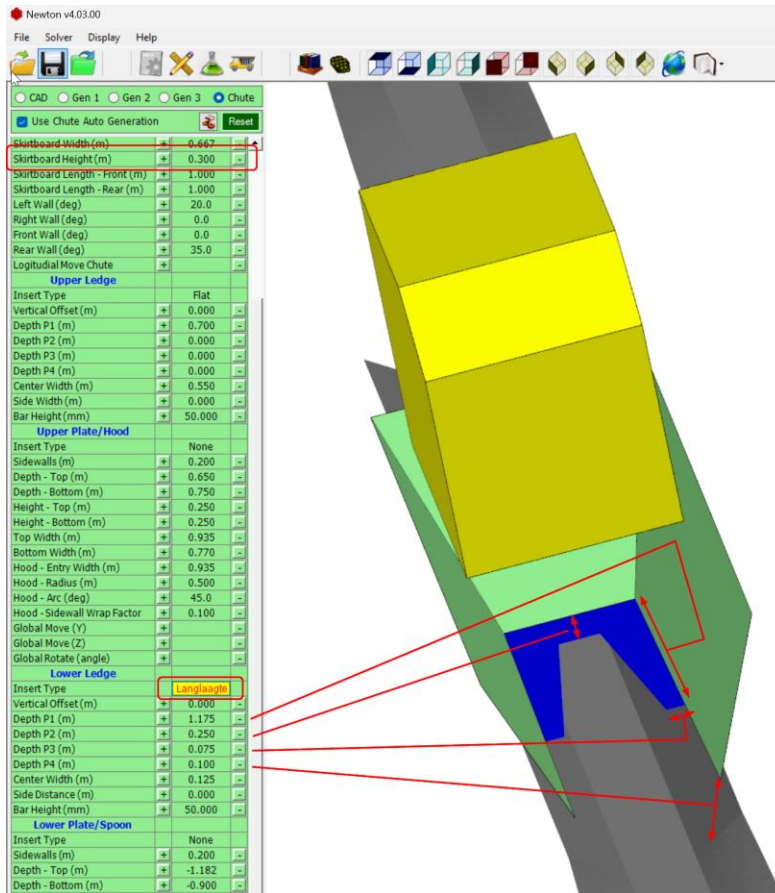 Newton v4.03.00
File Solver Display Help
CAD Gen 1 Gen 2 Gen 3 Chute
Use Chute Auto Generation Reset
Skirtboard Width (m) + 0.667 -
Skirtboard Height (m) + 0.300 -
Skirtboard Length - Front (m) + 1.000 -
Skirtboard Length - Rear (m) + 1.000 -
Left Wall (deg) + 20.0 -
Right Wall (deg) + 0.0 -
Front Wall (deg) + 0.0 -
Rear Wall (deg) + 35.0 -
Logitudial Move Chute + -
Upper Ledge
Insert Type Flat
Vertical Offset (m) + 0.000 -
Depth P1 (m) + 0.700 -
Depth P2 (m) + 0.000 -
Depth P3 (m) + 0.000 -
Depth P4 (m) + 0.000 -
Center Width (m) + 0.550 -
Side Width (m) + 0.000 -
Bar Height (mm) + 50.000 -
Upper Plate/Hood
Insert Type None
Sidewalls (m) + 0.200 -
Depth - Top (m) + 0.650 -
Depth - Bottom (m) + 0.750 -
Height - Top (m) + 0.250 -
Height - Bottom (m) + 0.250 -
Top Width (m) + 0.935 -
Bottom Width (m) + 0.770 -
Hood - Entry Width (m) + 0.935 -
Hood - Radius (m) + 0.500 -
Hood - Arc (deg) + 45.0 -
Hood - Sidewall Wrap Factor + 0.100 -
Global Move (Y) + -
Global Move (Z) + -
Global Rotate (angle) + -
Lower Ledge
Insert Type Langlaagte
Vertical Offset (m) + 0.000 -
Depth P1 (m) + 1.175 -
Depth P2 (m) + 0.250 -
Depth P3 (m) + 0.075 -
Depth P4 (m) + 0.100 -
Center Width (m) + 0.125 -
Side Distance (m) + 0.000 -
Bar Height (mm) + 50.000 -
Lower Plate/Spoon
Insert Type None
Sidewalls (m) + 0.200 -
Depth - Top (m) + -1.182 -
Depth - Bottom (m) + -0.900 -